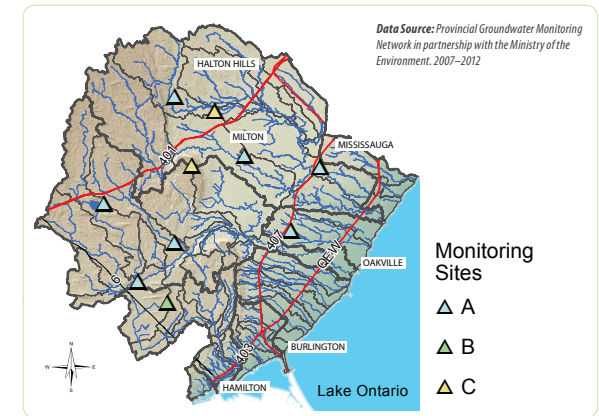 Data Source: Provincial Groundwater Monitoring
Network in partnership with the Ministry of the
Environment. 2007–2012
HALTON HILLS
MILTON
401
MISSISSAUGA
407
QEW
6
OAKVILLE
Monitoring
Sites
A
B
C
BURLINGTON
403
HAMILTON
Lake Ontario
N
W
E
S